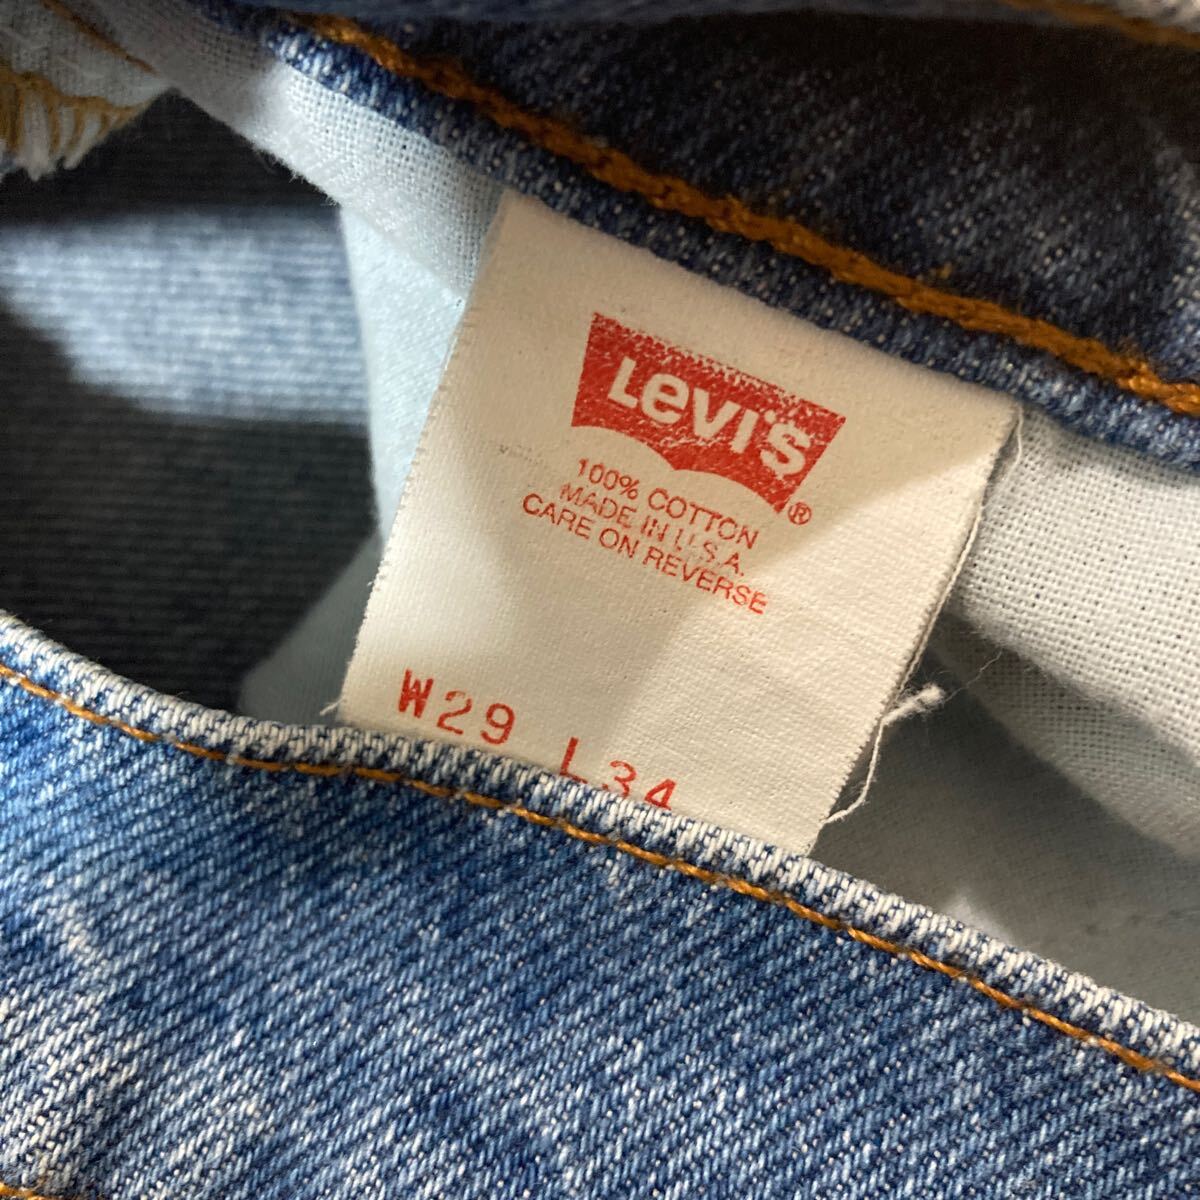 Levi's ®
100% COTTON
MADE IN U.S.A.
CARE ON REVERSE
W29 L34